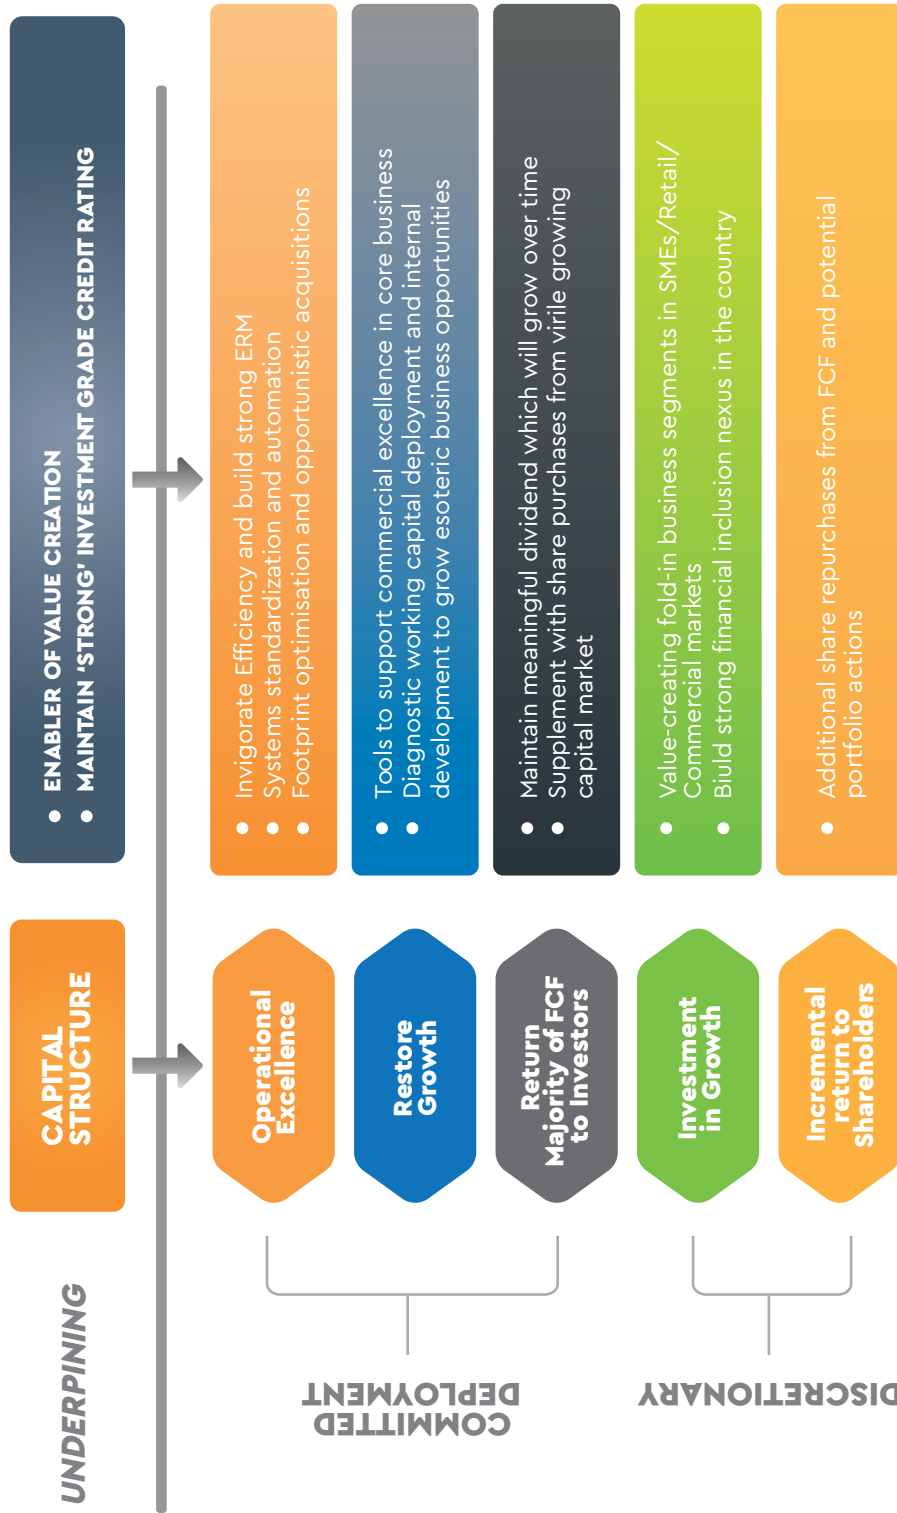 UNDERPINING
CAPITAL
STRUCTURE
• ENABLER OF VALUE CREATION
• MAINTAIN 'STRONG' INVESTMENT GRADE CREDIT RATING
COMMITTED
DEPLOYMENT
Operational
Excellence
• Invigorate Efficiency and build strong ERM
• Systems standardization and automation
• Footprint optimisation and opportunistic acquisitions
Restore
Growth
• Tools to support commercial excellence in core business
• Diagnostic working capital deployment and internal
development to grow esoteric business opportunities
Return
Majority of FCF
to Investors
• Maintain meaningful dividend which will grow over time
• Supplement with share purchases from virile growing
capital market
DISCRETIONARY
Investment
in Growth
• Value-creating fold-in business segments in SMEs/Retail/
Commercial markets
• Biuld strong financial inclusion nexus in the country
Incremental
return to
Shareholders
• Additional share repurchases from FCF and potential
portfolio actions